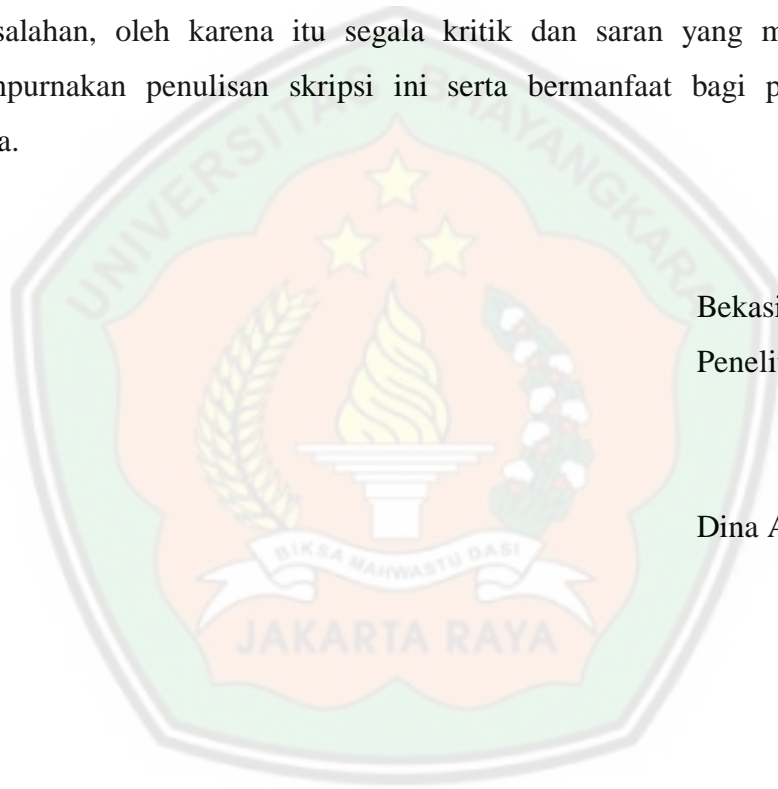 salahan, oleh karena itu segala kritik dan saran yang m
npurnakan penulisan skripsi ini serta bermanfaat bagi p
a.
UNIVERSITAS BHAYANGKARA
Bekasi
Peneli
Dina A
BIKSA MAHWASTU DASI
JAKARTA RAYA